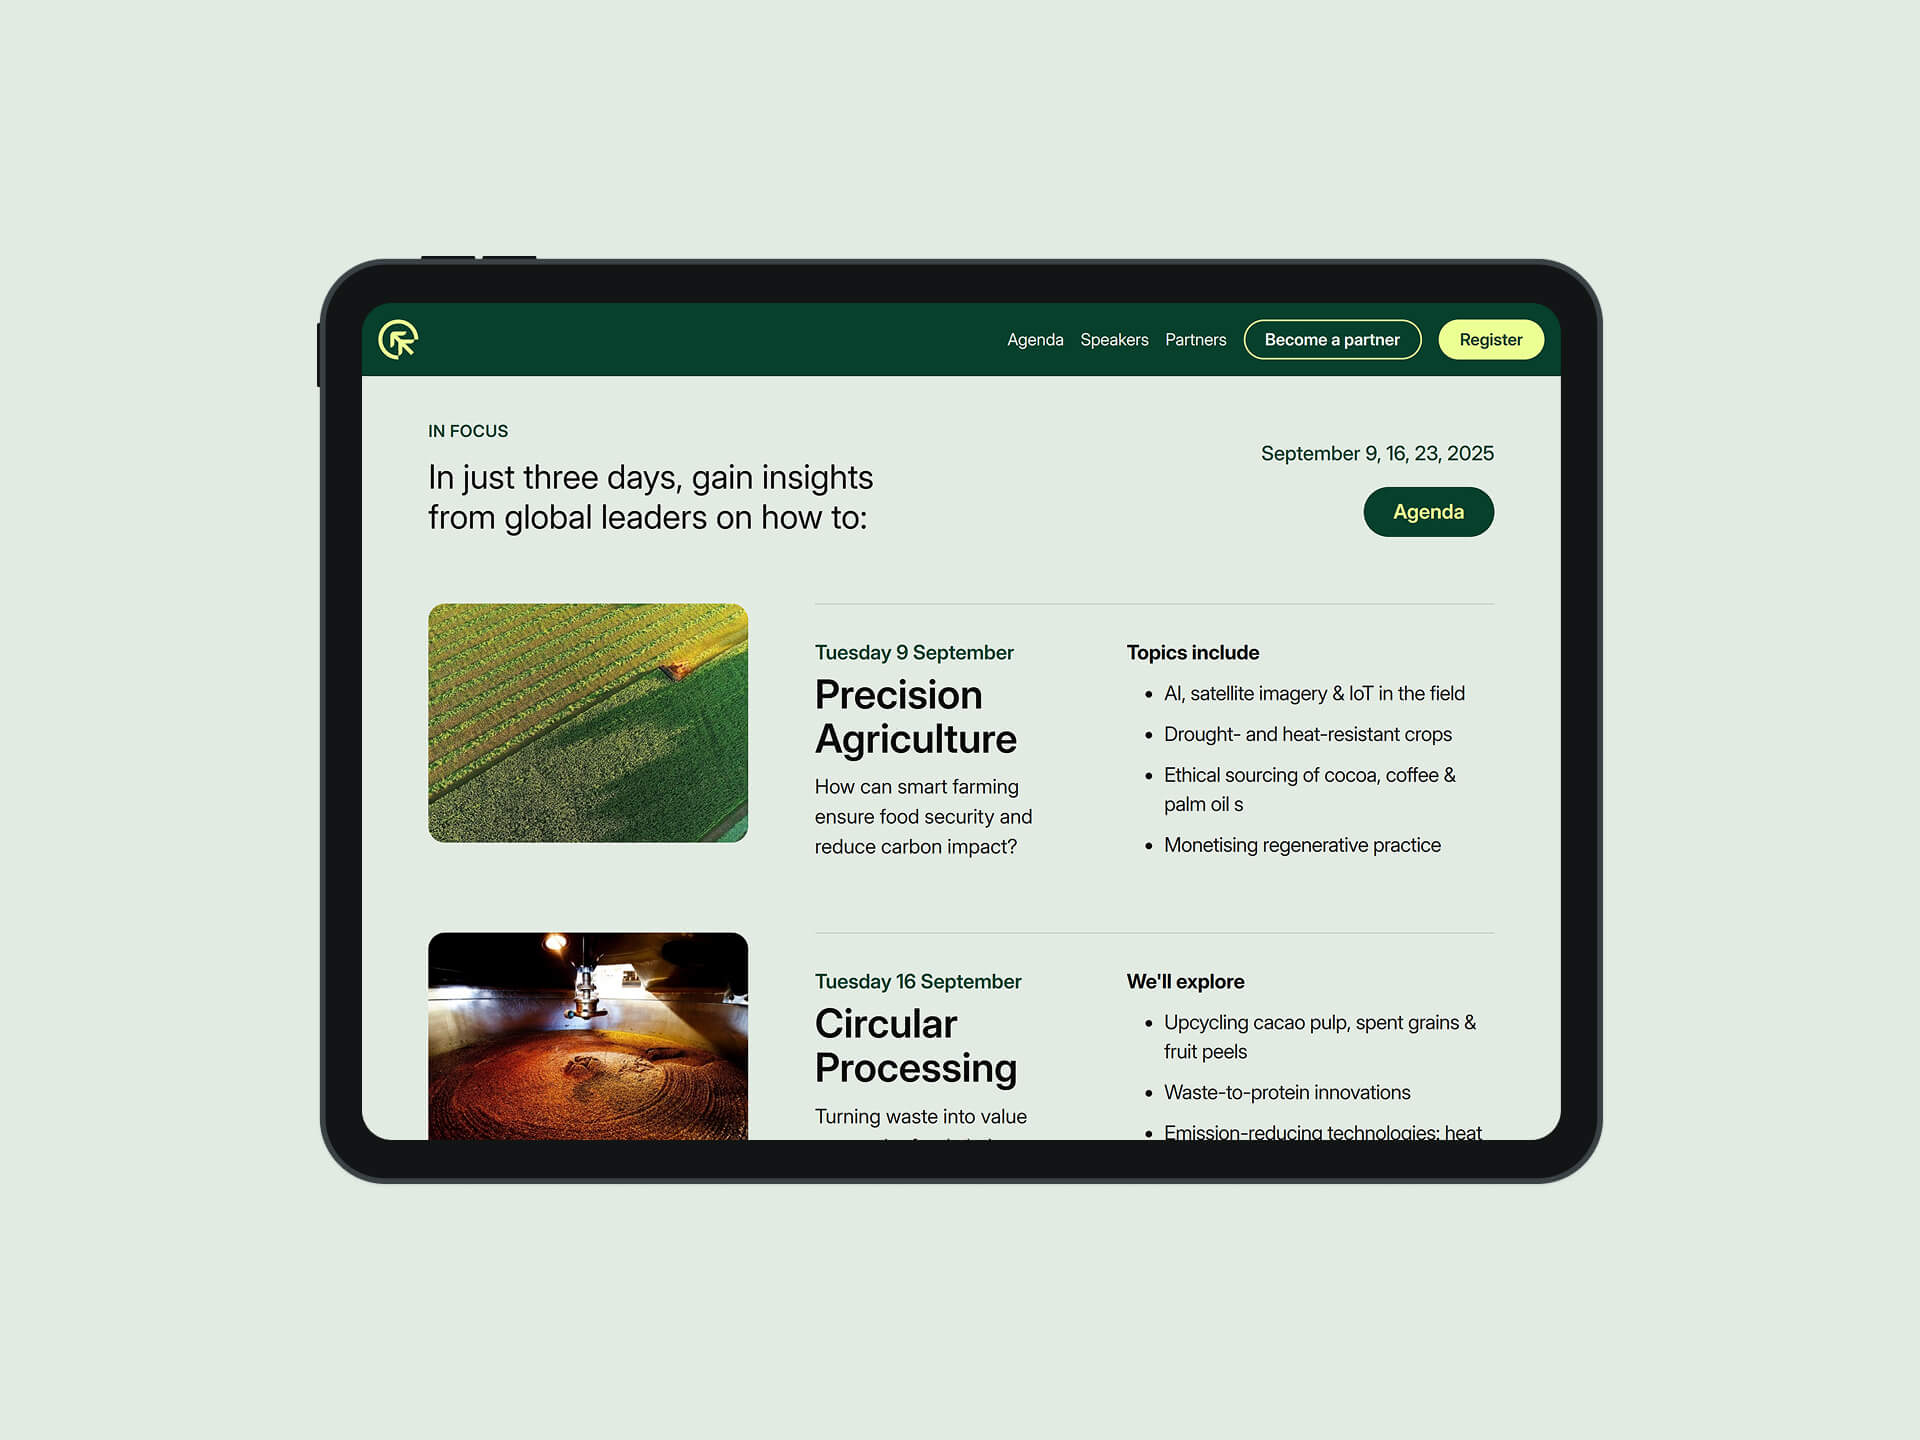 Agenda Speakers Partners Become a partner Register
IN FOCUS
In just three days, gain insights
from global leaders on how to:
September 9, 16, 23, 2025
Agenda
Tuesday 9 September
Precision
Agriculture
How can smart farming
ensure food security and
reduce carbon impact?
Topics include
• AI, satellite imagery & IoT in the field
• Drought- and heat-resistant crops
• Ethical sourcing of cocoa, coffee &
palm oil s
• Monetising regenerative practice
Tuesday 16 September
Circular
Processing
Turning waste into value
We'll explore
• Upcycling cacao pulp, spent grains &
fruit peels
• Waste-to-protein innovations
• Emission-reducing technologies: heat